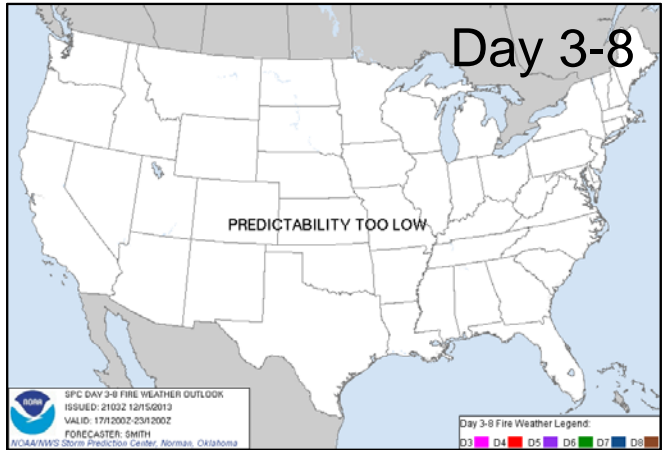 Day 3-8
PREDICTABILITY TOO LOW
NOAA
SPC DAY 3-8 FIRE WEATHER OUTLOOK
ISSUED: 2103Z 12/15/2013
VALID: 17/1200Z-23/1200Z
FORECASTER: SMITH
NOAA/NWS Storm Prediction Center, Norman, Oklahoma
Day 3-8 Fire Weather Legend:
D3 D4 D5 D6 D7 D8